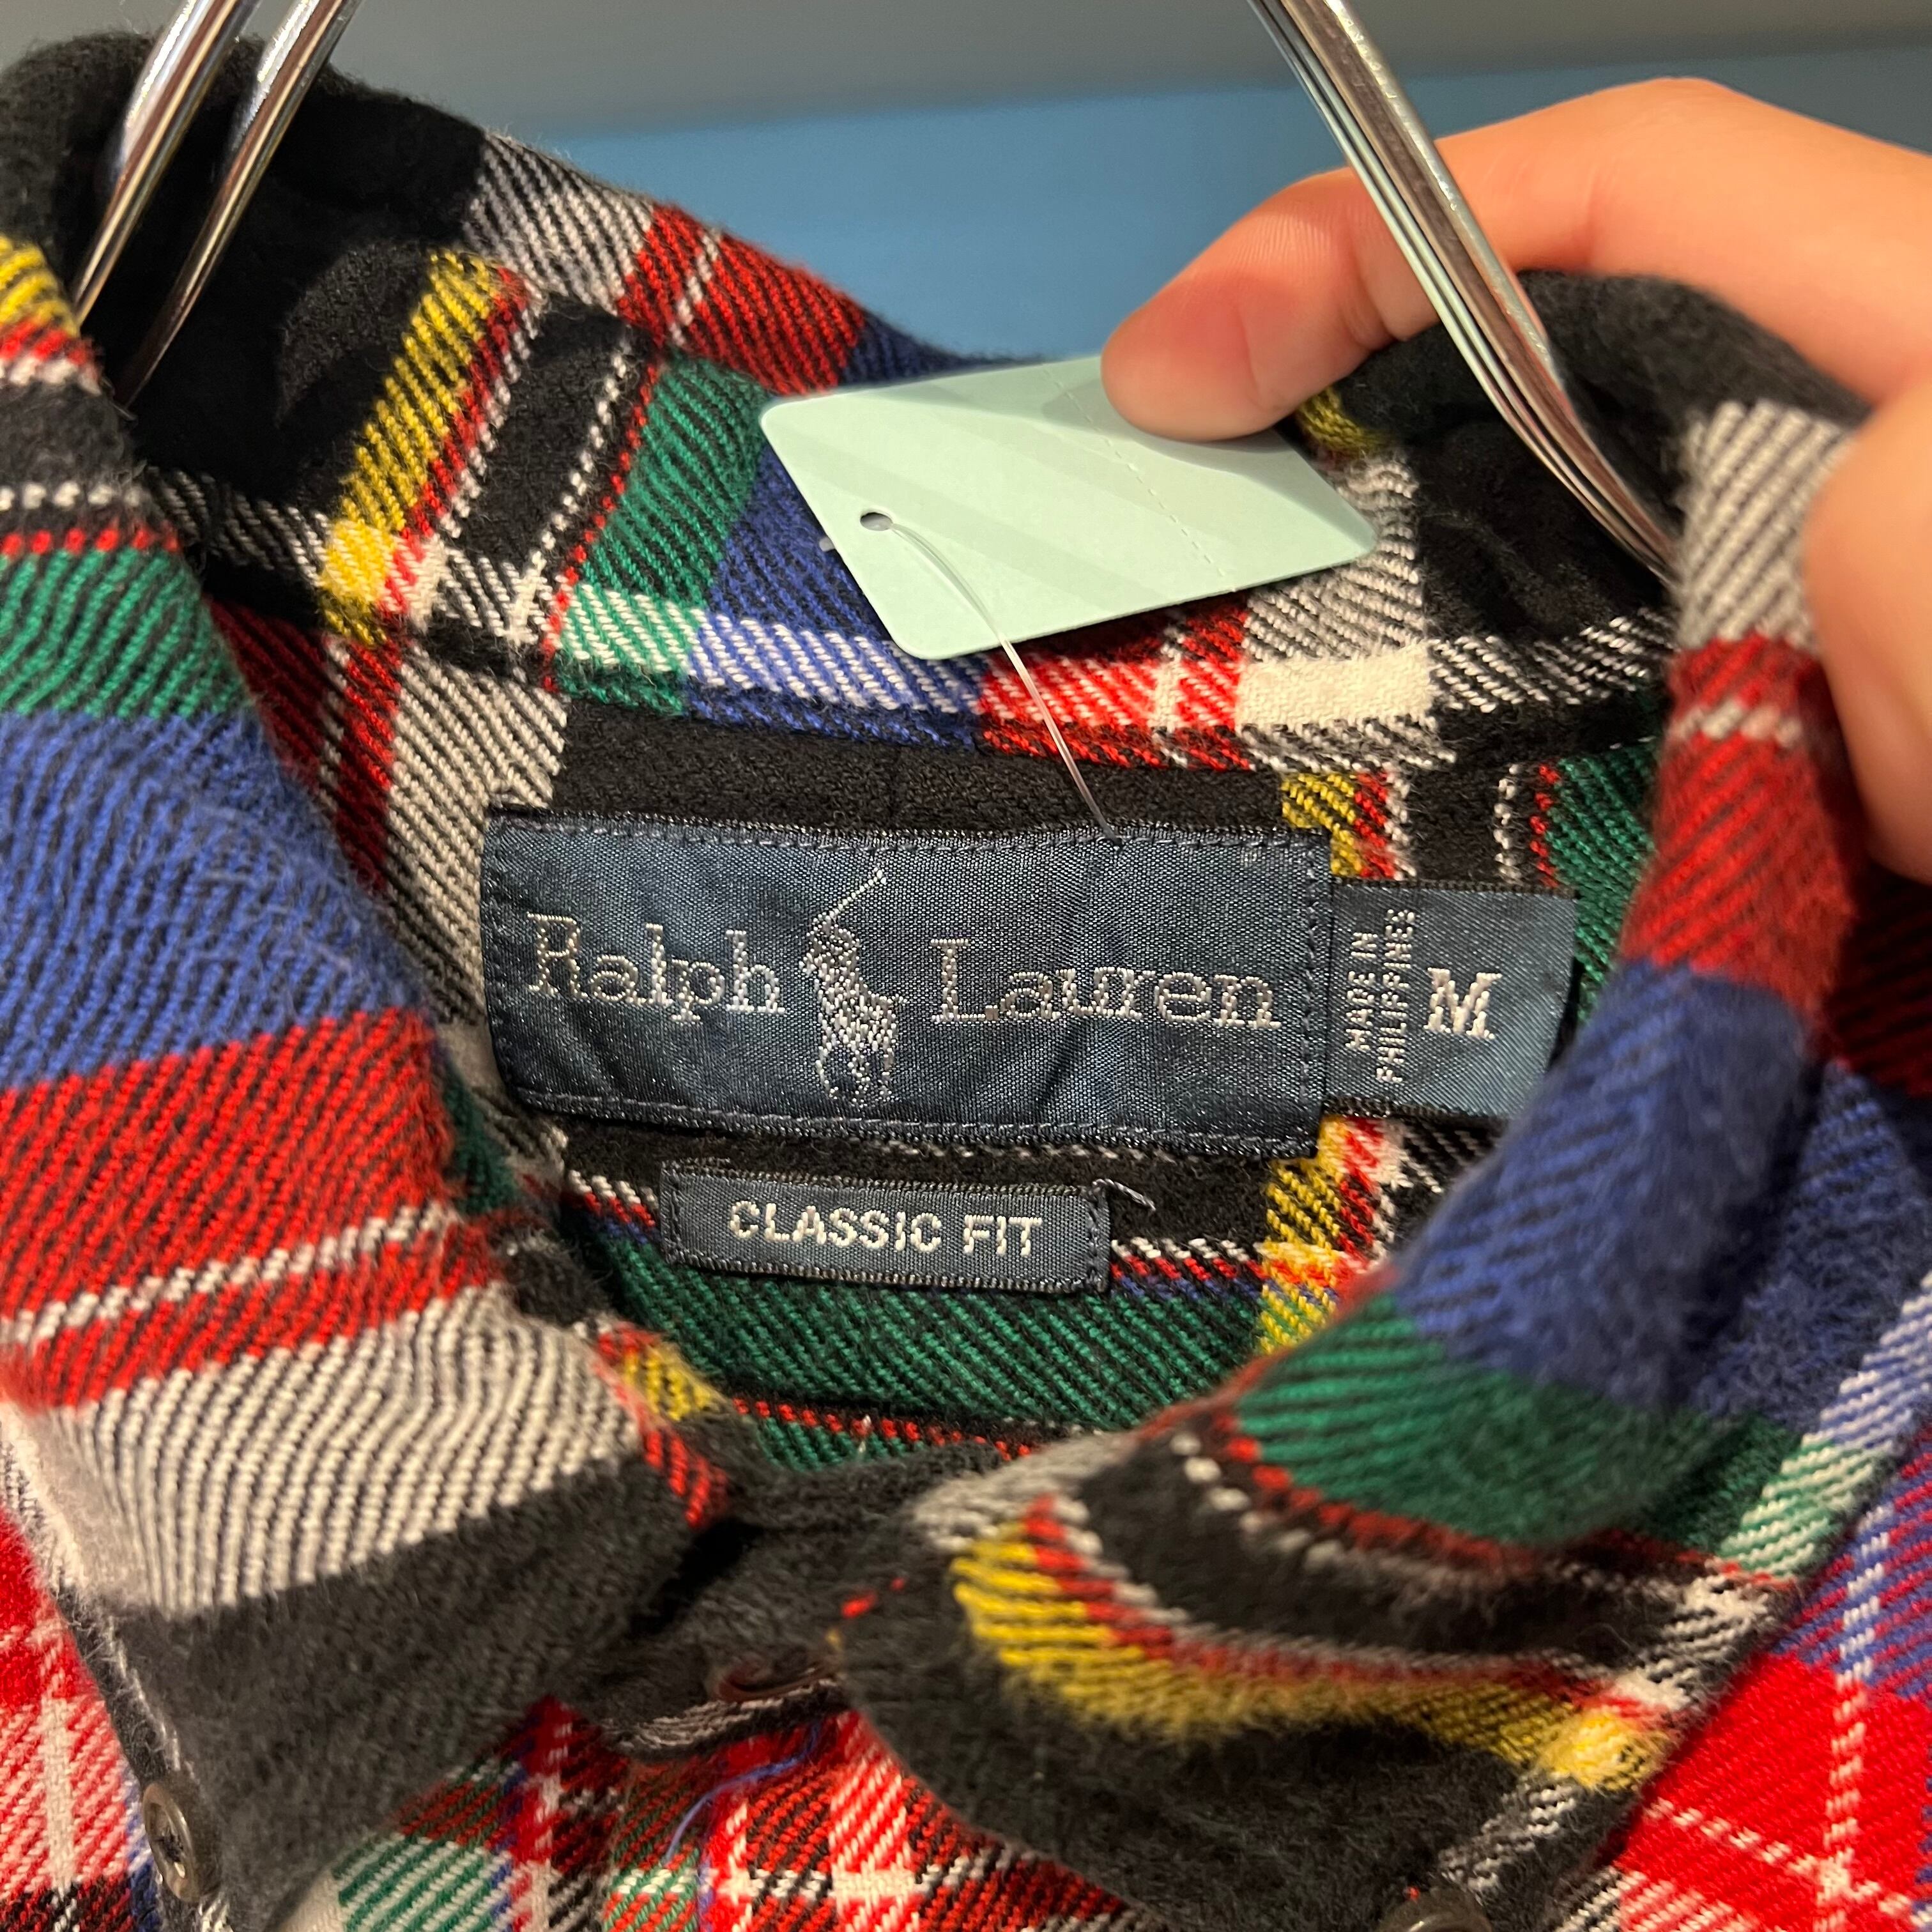 Ralph Lauren
MADE IN
PHILIPPINES
M
CLASSIC FIT